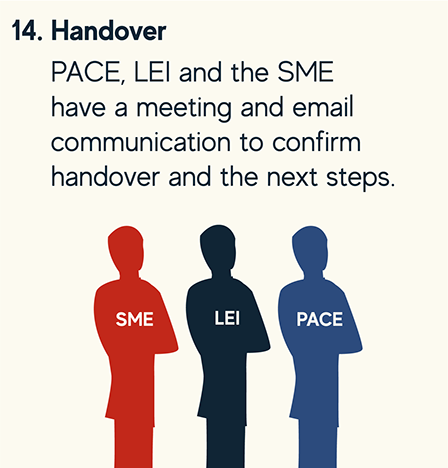 14. Handover
PACE, LEI and the SME
have a meeting and email
communication to confirm
handover and the next steps.
SME
LEI
PACE